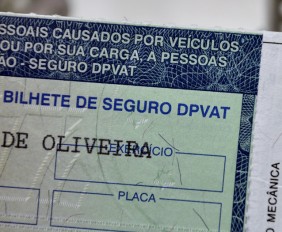 SSOAIS CAUSADOS POR VEÍCULOS
OU POR SUA CARGA, A PESSOAS
ÃO - SEGURO DPVAT
BILHETE DE SEGURO DPVAT
DE OLIVEIRA
EXERCÍCIO
PLACA
O MECÂNICA